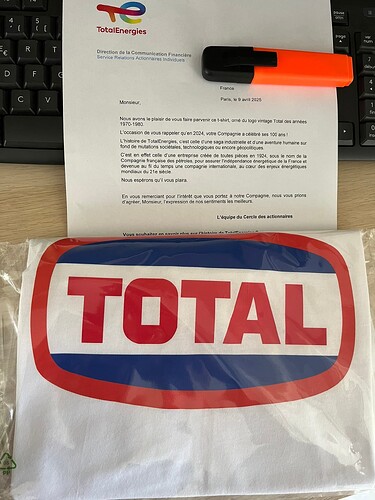 TotalEnergies
Direction de la Communication Financière
Service Relations Actionnaires Individuels
France
Paris, le 9 avril 2025
Monsieur,
Nous avons le plaisir de vous faire parvenir ce t-shirt, orné du logo vintage Total des années
1970-1980.
L'occasion de vous rappeler qu'en 2024, votre Compagnie a célébré ses 100 ans !
L'histoire de TotalEnergies, c'est celle d'une saga industrielle et d'une aventure humaine sur
fond de mutations sociétales, technologiques ou encore géopolitiques
C'est en effet celle d'une entreprise créée de toutes pièces en 1924, sous le nom de la
Compagnie française des pétroles, pour assurer l'indépendance énergétique de la France et
devenue au fil du temps une compagnie internationale, au cœur des enjeux énergétiques
mondiaux du 21e siècle.
Nous espérons qu'il vous plaira.
En vous remerciant pour l'intérêt que vous portez à votre Compagnie, nous vous prions
d'agréer, Monsieur, l'expression de nos sentiments les meilleurs.
L'équipe du Cercle des actionnaires
TOTAL